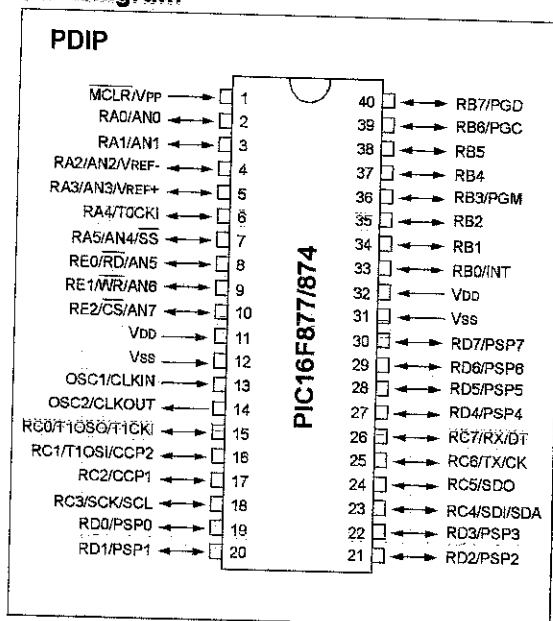 PDIP
MCLR/VPP 1
RA0/AN0 2
RA1/AN1 3
RA2/AN2/VREF- 4
RA3/AN3/VREF+ 5
RA4/T0CKI 6
RA5/AN4/SS 7
RE0/RD/AN5 8
RE1/WR/AN6 9
RE2/CS/AN7 10
VDD 11
VSS 12
OSC1/CLKIN 13
OSC2/CLKOUT 14
RC0/T1OSO/T1CKI 15
RC1/T1OSI/CCP2 16
RC2/CCP1 17
RC3/SCK/SCL 18
RD0/PSP0 19
RD1/PSP1 20
PIC16F877/874
40 RB7/PGD
39 RB6/PGC
38 RB5
37 RB4
36 RB3/PGM
35 RB2
34 RB1
33 RB0/INT
32 VDD
31 VSS
30 RD7/PSP7
29 RD6/PSP6
28 RD5/PSP5
27 RD4/PSP4
26 RC7/RX/DT
25 RC6/TX/CK
24 RC5/SDO
23 RC4/SDI/SDA
22 RD3/PSP3
21 RD2/PSP2